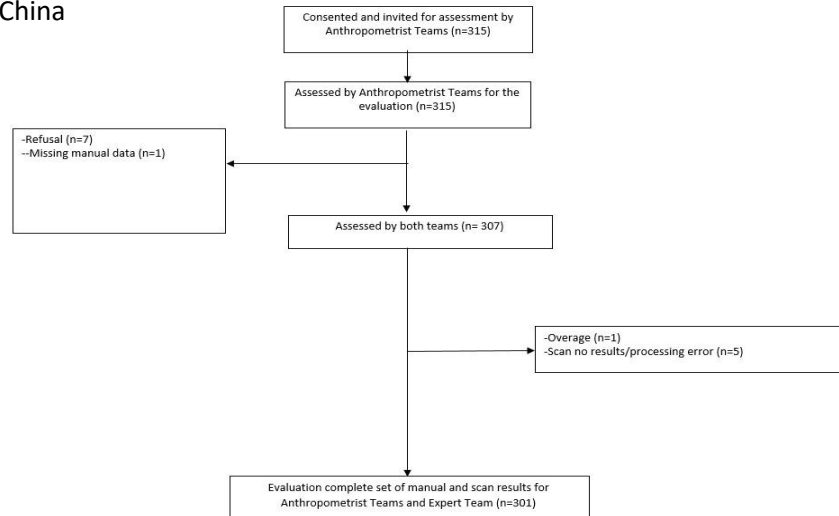 China
Consented and invited for assessment by
Anthropometrist Teams (n=315)
Assessed by Anthropometrist Teams for the
evaluation (n=315)
-Refusal (n=7)
--Missing manual data (n=1)
Assessed by both teams (n= 307)
-Overage (n=1)
-Scan no results/processing error (n=5)
Evaluation complete set of manual and scan results for
Anthropometrist Teams and Expert Team (n=301)